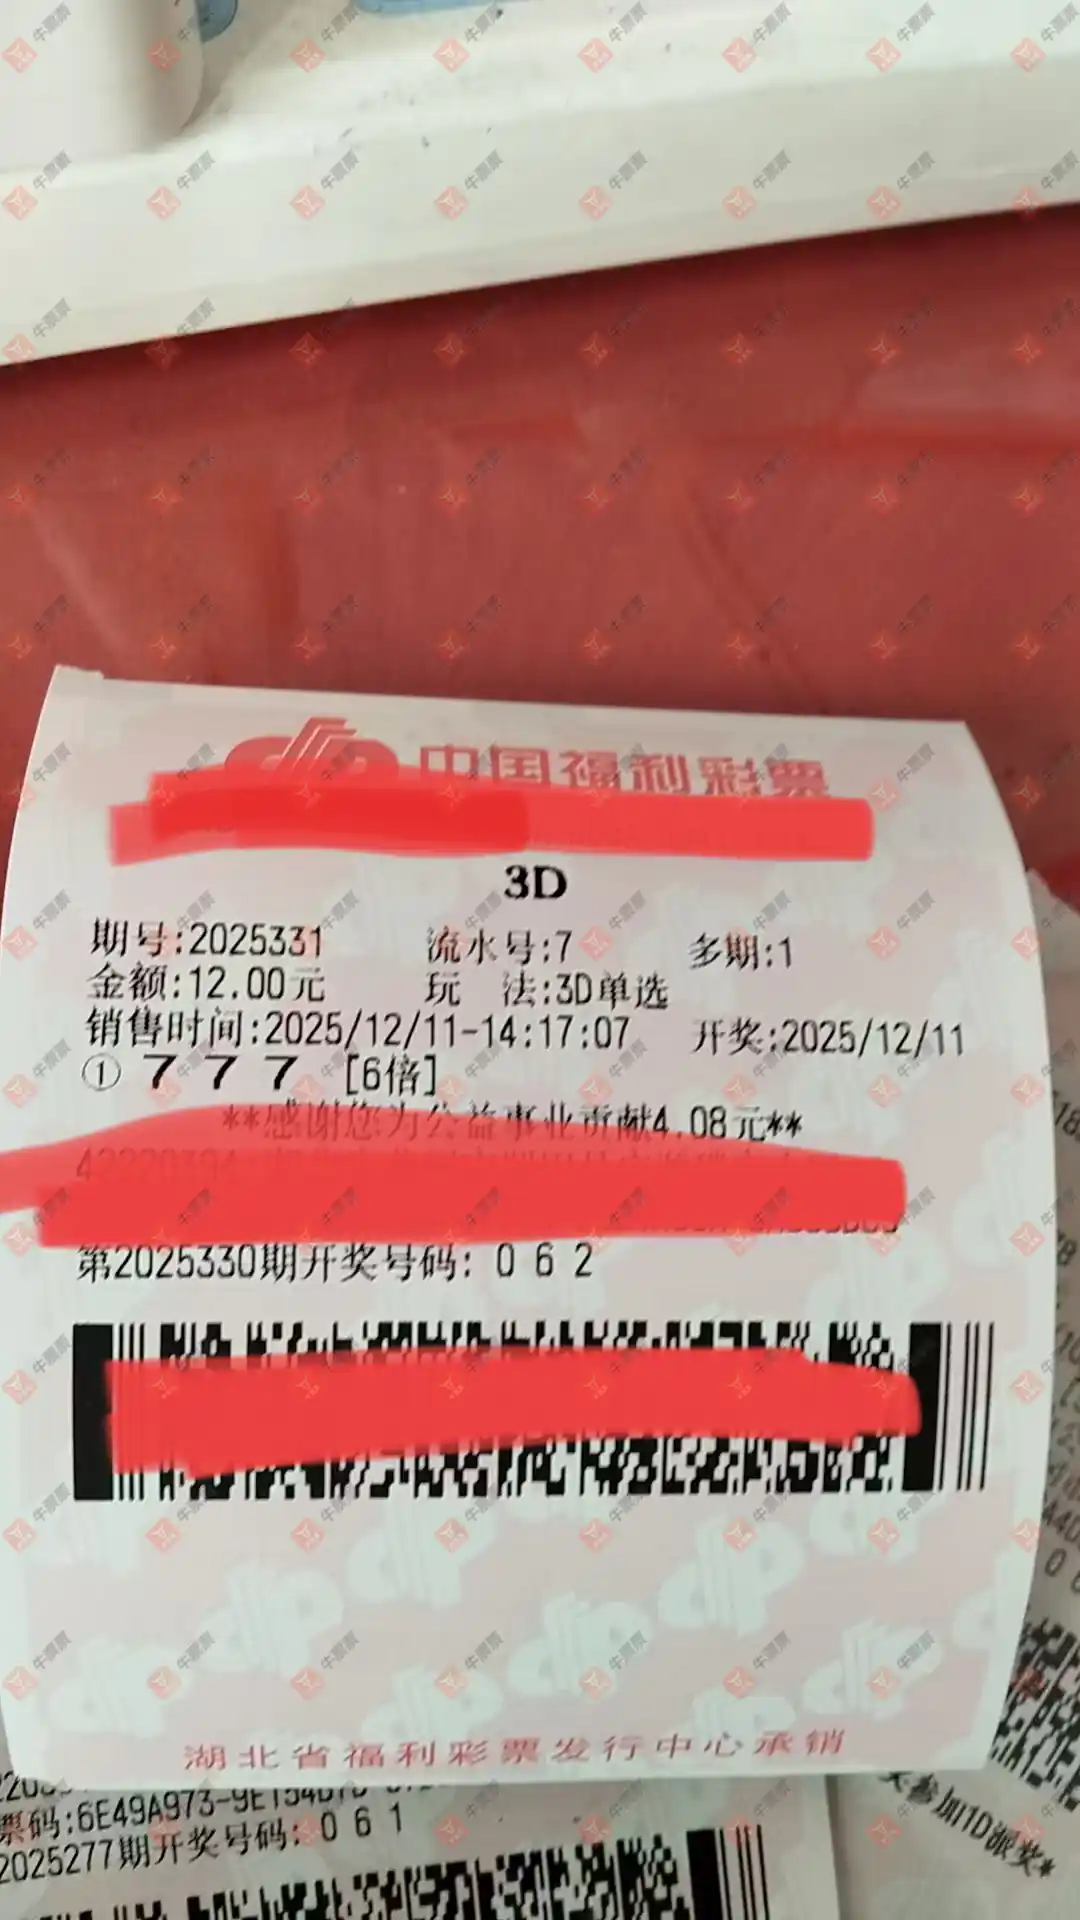 中国福利彩票
3D
期号:2025331 流水号:7 多期:1
金额:12.00元 玩 法:3D单选
销售时间:2025/12/11-14:17:07 开奖:2025/12/11
① 7 7 7 [6倍]
**感谢您为公益事业贡献4.08元**
第2025330期开奖号码: 0 6 2
湖北省福利彩票发行中心承销
票码:6E49A973-9E154
2025277期开奖号码: 0 6 1
参加1D派奖*
牛票票